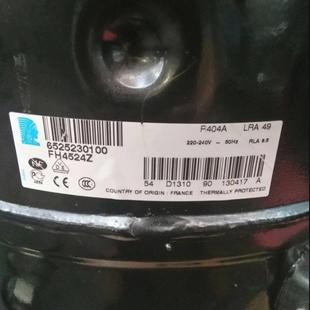 R404A LRA 49
6525230100
FH4524Z
220-240V ~ 50Hz RLA 9.5
54 D1310 90 130417 A
COUNTRY OF ORIGIN : FRANCE THERMALLY PROTECTED